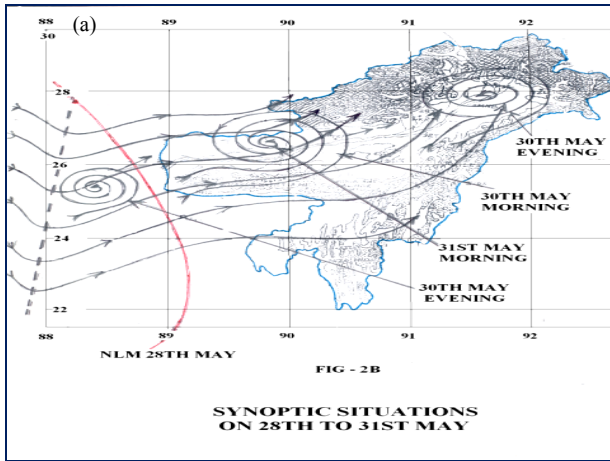 (a)
88 89 90 91 92
30
28
26
24
22
30TH MAY
EVENING
30TH MAY
MORNING
31ST MAY
MORNING
30TH MAY
EVENING
88 89 90 91 92
NLM 28TH MAY
FIG - 2B
SYNOPTIC SITUATIONS
ON 28TH TO 31ST MAY